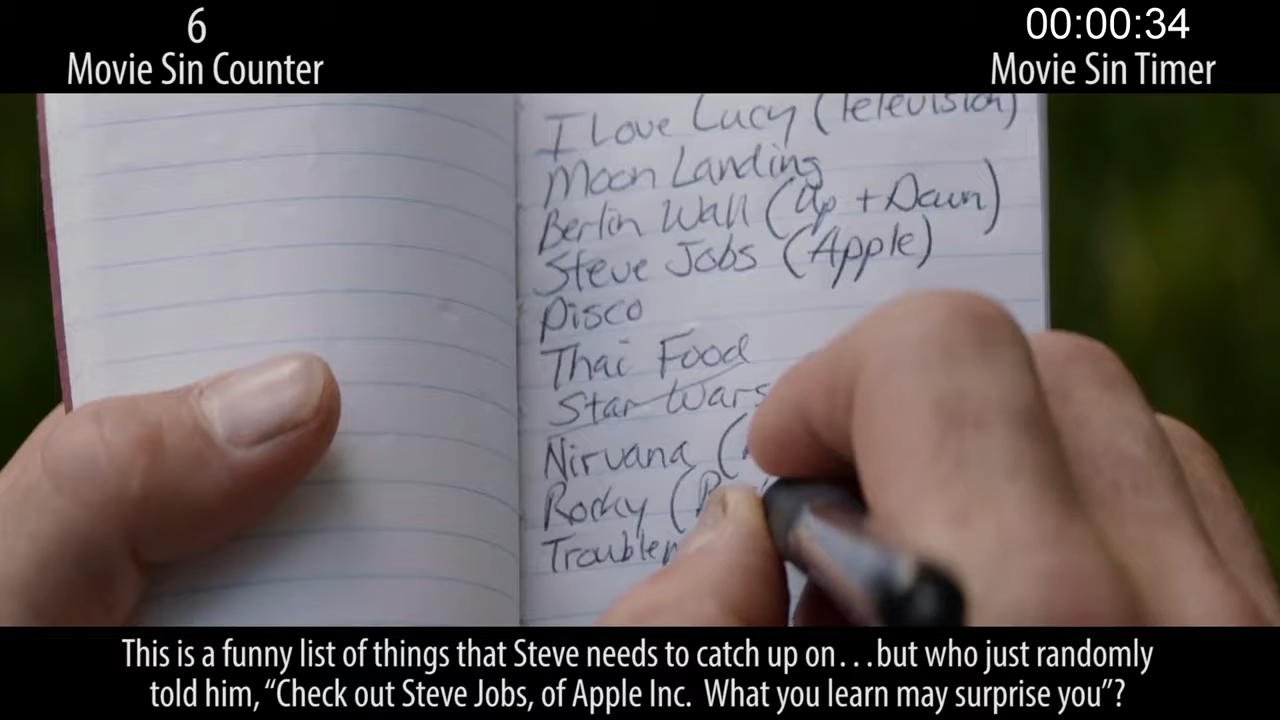 6
Movie Sin Counter
00:00:34
Movie Sin Timer
I Love Lucy (Television)
Moon Landing
Berlin Wall (Up + Down)
Steve Jobs (Apple)
Disco
Thai Food
Star Wars
Nirvana (
Rocky (
This is a funny list of things that Steve needs to catch up on…but who just randomly
told him, “Check out Steve Jobs, of Apple Inc. What you learn may surprise you”?